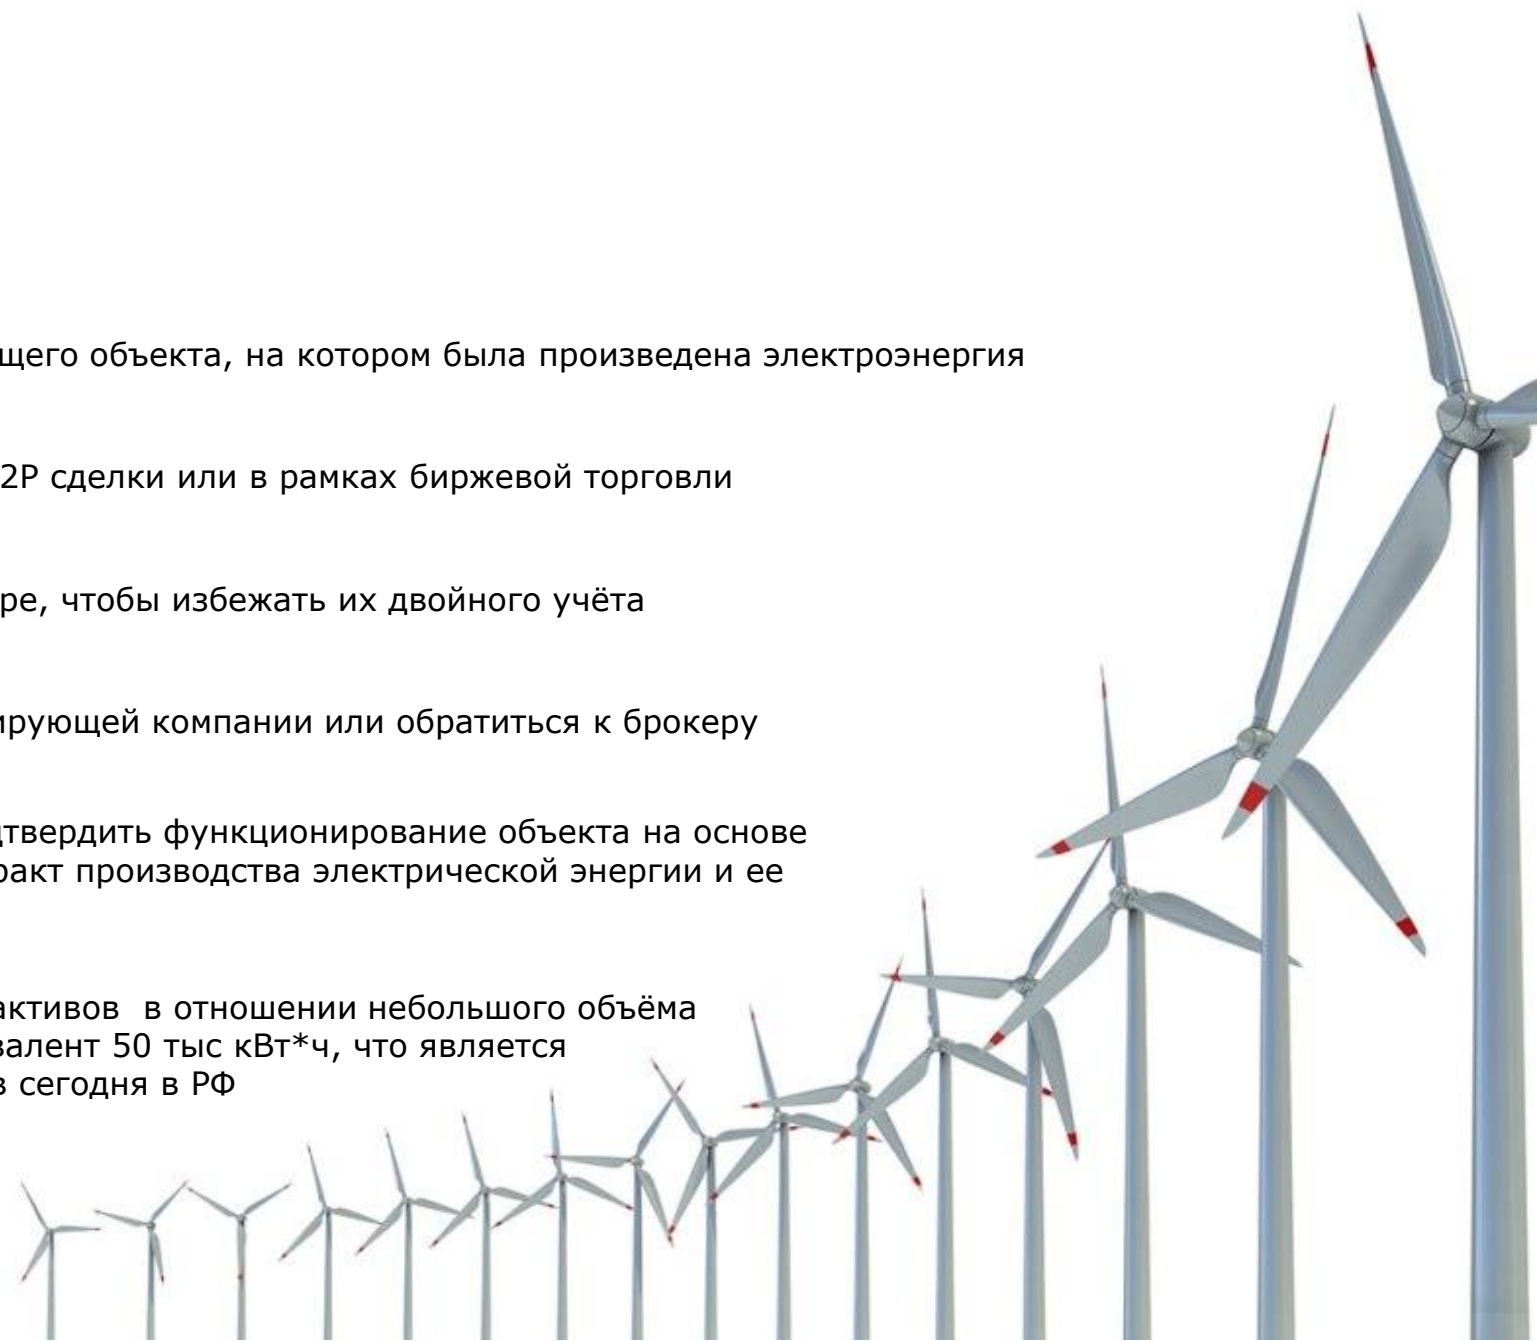 щего объекта, на котором была произведена электроэнергия
2P сделки или в рамках биржевой торговли
ре, чтобы избежать их двойного учёта
ирующей компании или обратиться к брокеру
дтвердить функционирование объекта на основе
ракт производства электрической энергии и ее
активов в отношении небольшого объёма
валент 50 тыс кВт*ч, что является
в сегодня в РФ